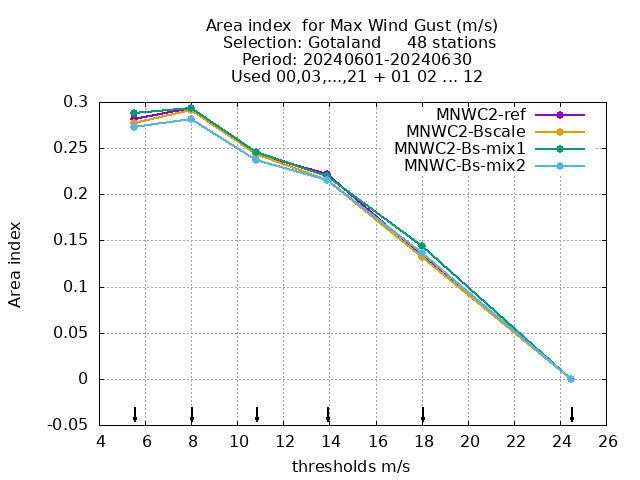 Area index  for Max Wind Gust (m/s)
Selection: Gotaland     48 stations
Period: 20240601-20240630
Used 00,03,...,21 + 01 02 ... 12
MNWC2-ref
MNWC2-Bscale
MNWC2-Bs-mix1
MNWC-Bs-mix2
0.3
0.25
0.2
0.15
0.1
0.05
0
-0.05
Area index
4 6 8 10 12 14 16 18 20 22 24 26
thresholds m/s